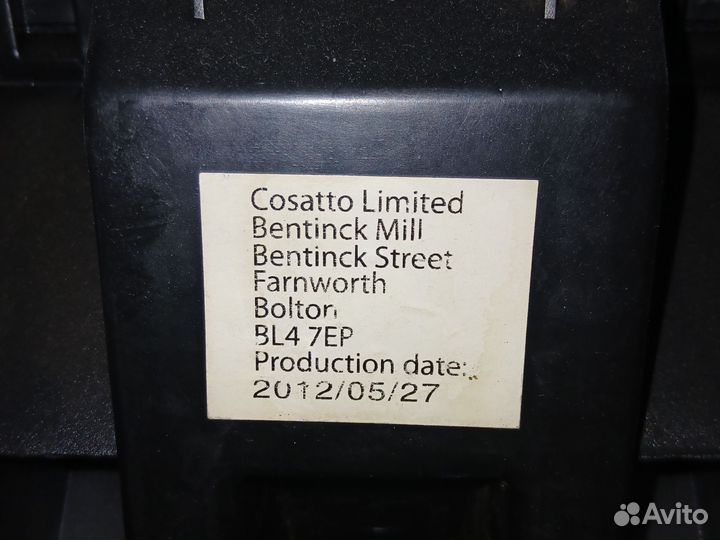 Cosatto Limited
Bentinck Mill
Bentinck Street
Farnworth
Bolton
BL4 7EP
Production date:
2012/05/27
Avito